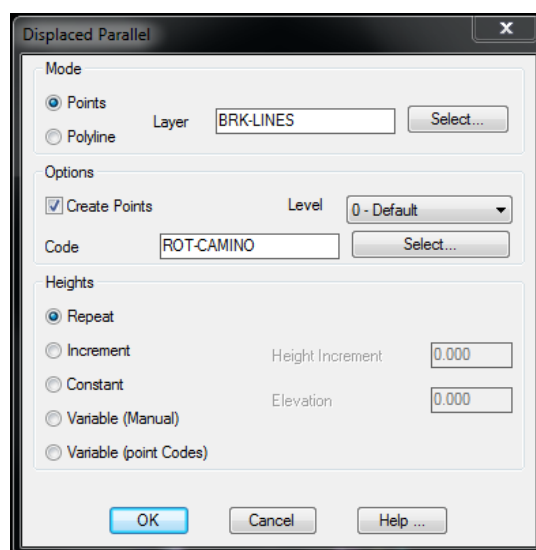 Displaced Parallel
Mode
Points
Layer BRK-LINES Select...
Polyline
Options
Create Points Level 0 - Default
Code ROT-CAMINO Select...
Heights
Repeat
Increment Height Increment 0.000
Constant
Elevation 0.000
Variable (Manual)
Variable (point Codes)
OK Cancel Help ...